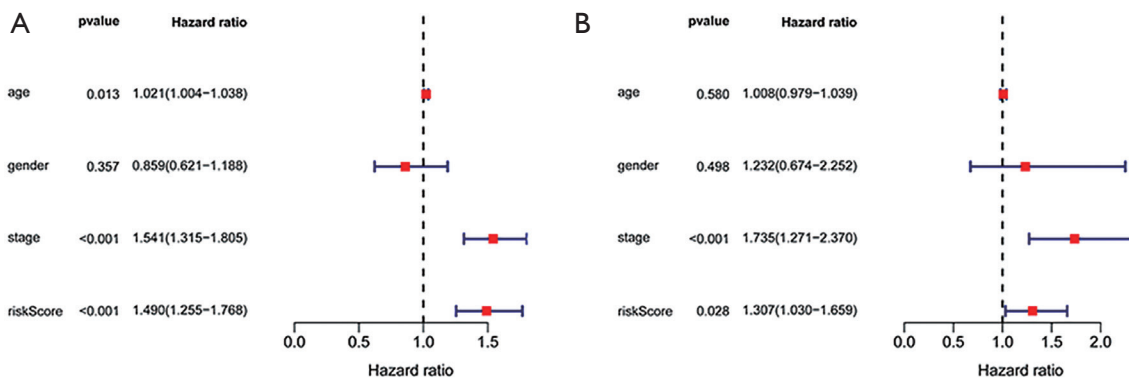 A
pvalue Hazard ratio
age 0.013 1.021(1.004−1.038)
gender 0.357 0.859(0.621−1.188)
stage <0.001 1.541(1.315−1.805)
riskScore <0.001 1.490(1.255−1.768)
0.0 0.5 1.0 1.5
Hazard ratio
B
pvalue Hazard ratio
age 0.580 1.008(0.979−1.039)
gender 0.498 1.232(0.674−2.252)
stage <0.001 1.735(1.271−2.370)
riskScore 0.028 1.307(1.030−1.659)
0.0 0.5 1.0 1.5 2.0
Hazard ratio